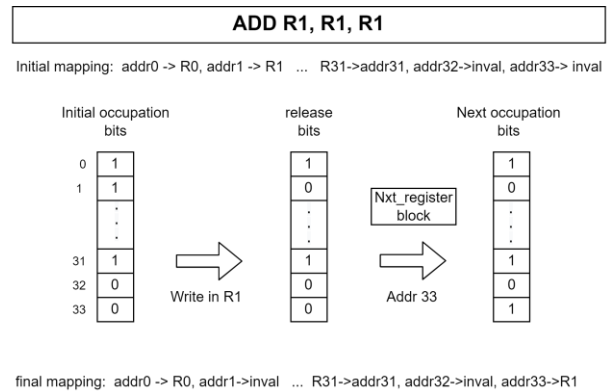 ADD R1, R1, R1
Initial mapping: addr0 -> R0, addr1 -> R1 ... R31->addr31, addr32->inval, addr33-> inval
Initial occupation
bits
release
bits
Next occupation
bits
0 1 1 1
1 1 0 0
Nxt_register
block
31 1 1 1
32 0 0 0
33 0 0 1
Write in R1
Addr 33
final mapping: addr0 -> R0, addr1->inval ... R31->addr31, addr32->inval, addr33->R1